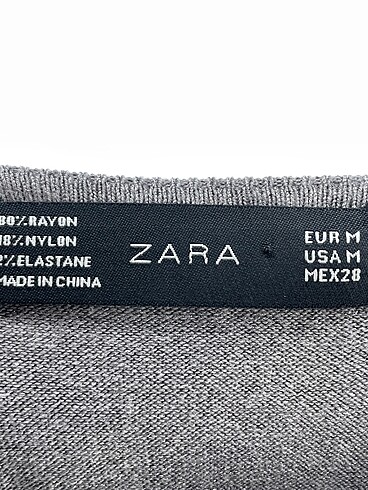 80%RAYON
18%NYLON
2%ELASTANE
MADE IN CHINA
ZARA
EUR M
USA M
MEX28